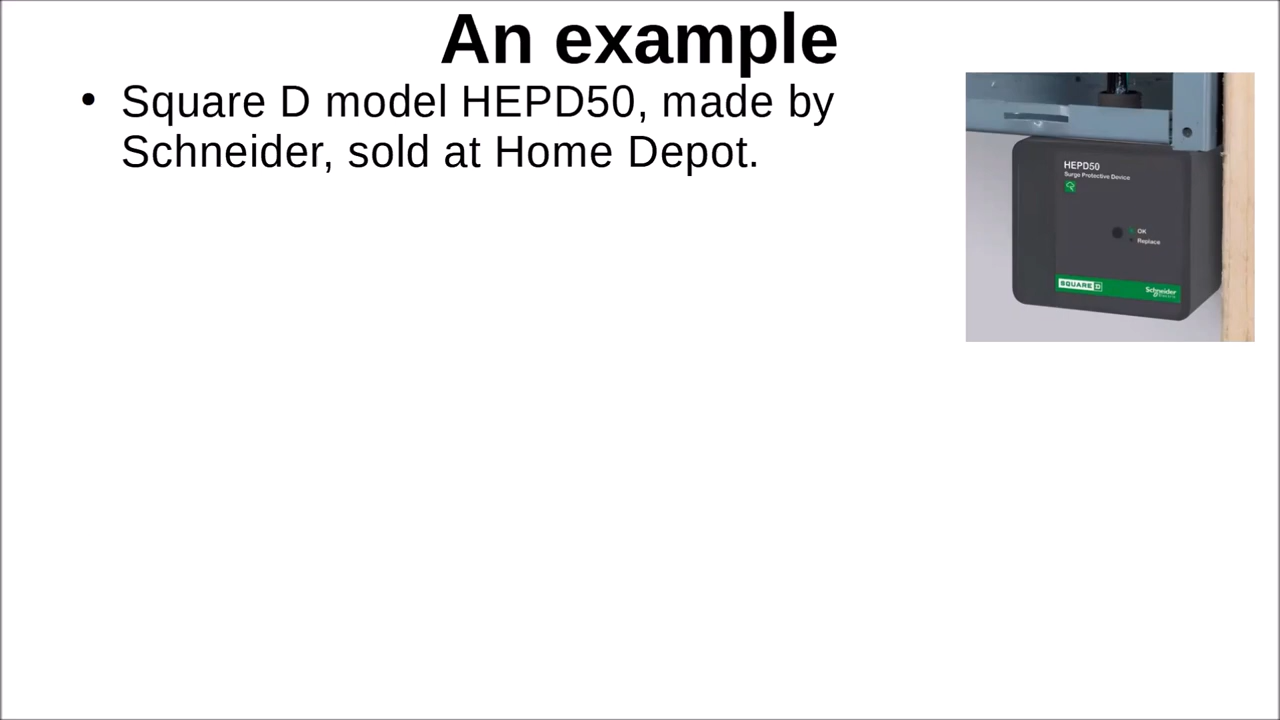 An example
• Square D model HEPD50, made by
Schneider, sold at Home Depot.
HEPD50
Surge Protective Device
OK
Replace
SQUARE D
Schneider
Electric